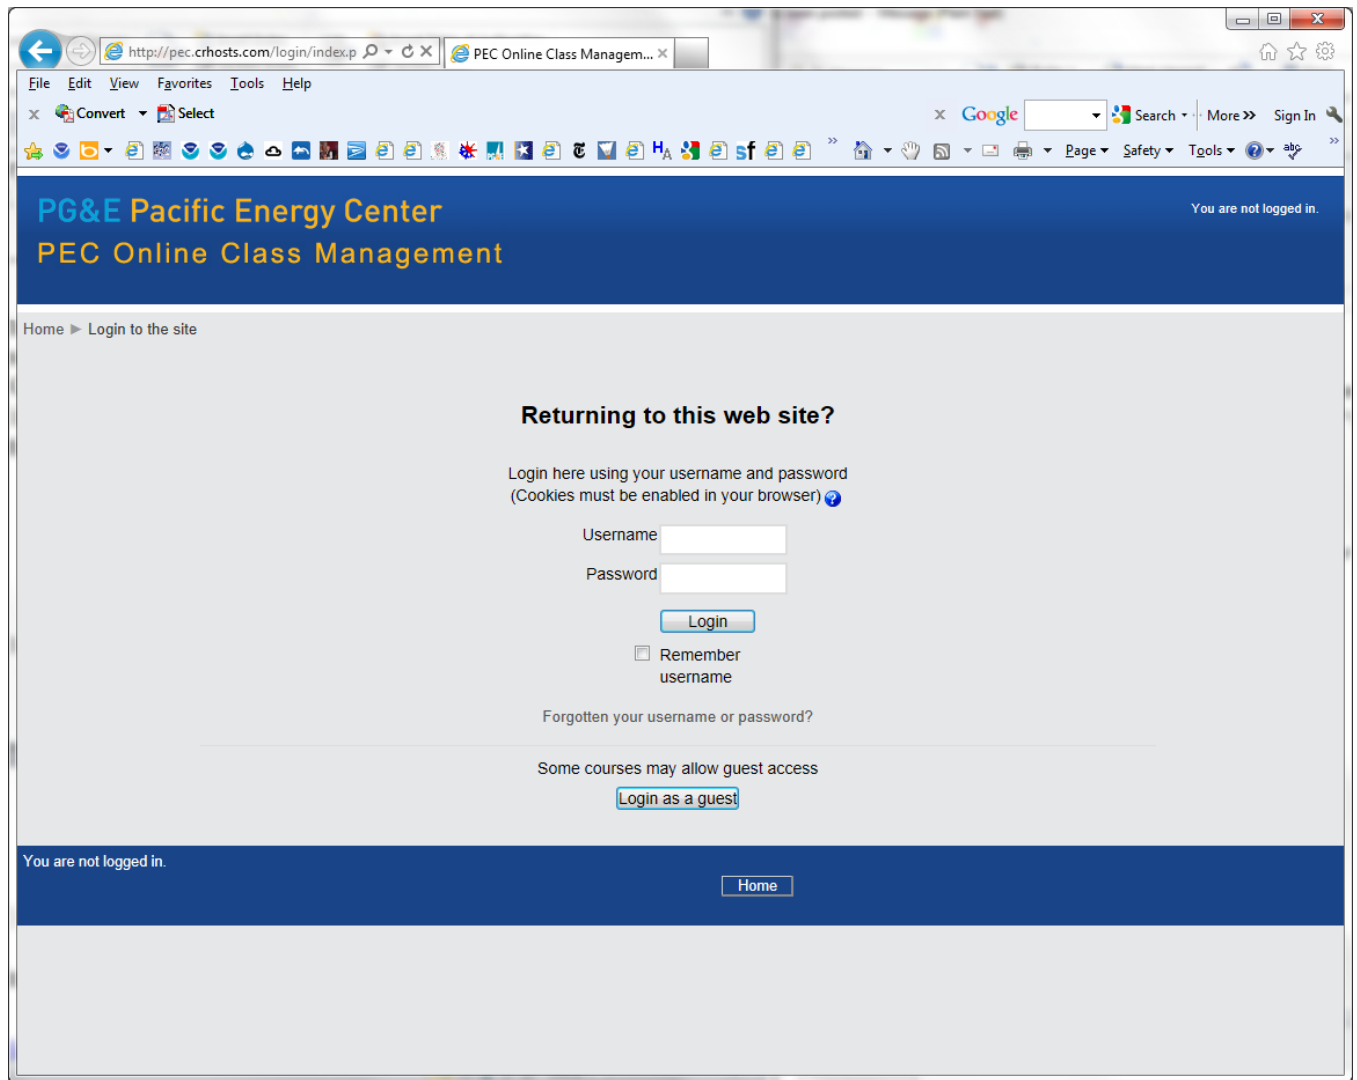 http://pec.crhosts.com/login/index.p
PEC Online Class Managem...
File Edit View Favorites Tools Help
x Convert Select
x Google Search More >> Sign In
Page Safety Tools
PG&E Pacific Energy Center
You are not logged in.
PEC Online Class Management
Home ► Login to the site
Returning to this web site?
Login here using your username and password
(Cookies must be enabled in your browser)
Username
Password
Login
Remember
username
Forgotten your username or password?
Some courses may allow guest access
Login as a guest
You are not logged in.
Home